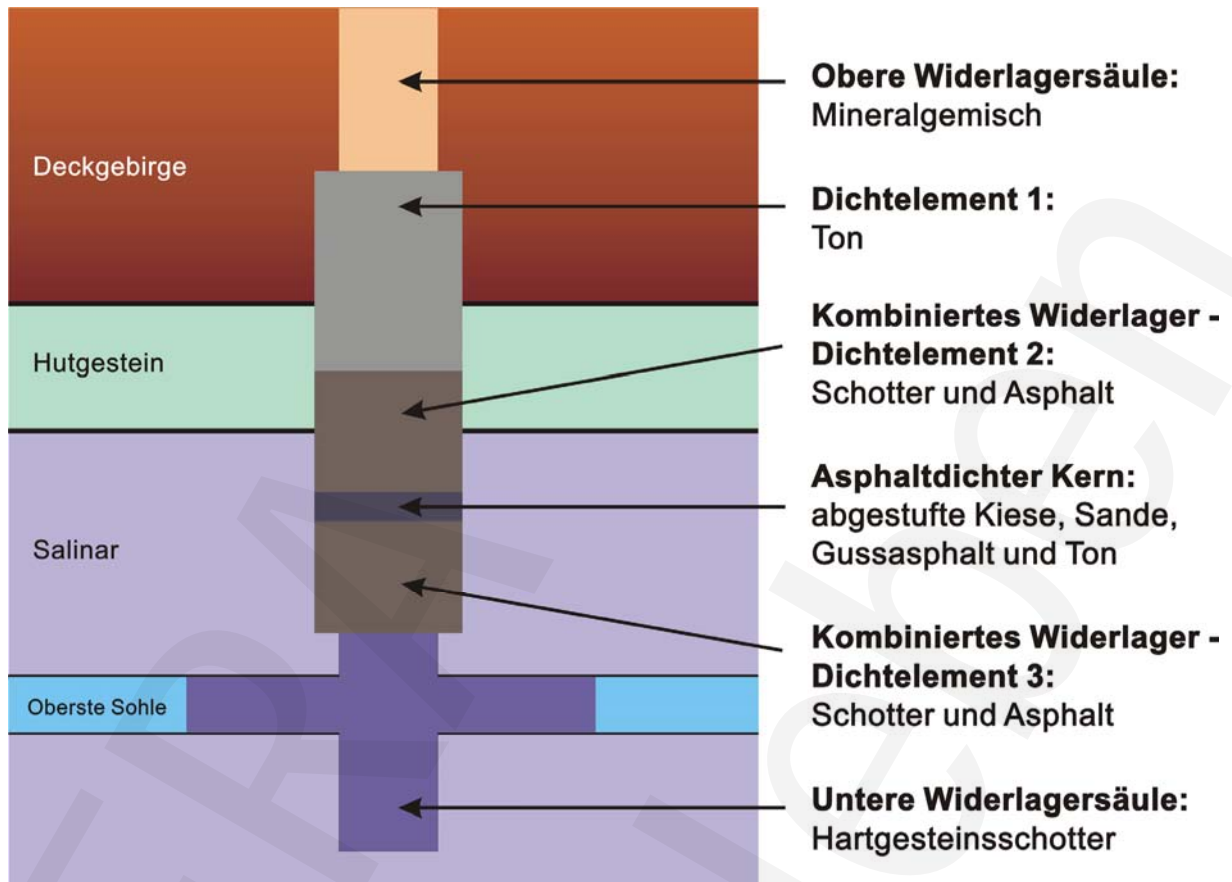 Obere Widerlagersäule:
Mineralgemisch
Deckgebirge
Dichtelement 1:
Ton
Kombiniertes Widerlager -
Dichtelement 2:
Schotter und Asphalt
Hutgestein
Asphaltdichter Kern:
abgestufte Kiese, Sande,
Gussasphalt und Ton
Salinar
Kombiniertes Widerlager -
Dichtelement 3:
Schotter und Asphalt
Oberste Sohle
Untere Widerlagersäule:
Hartgesteinsschotter